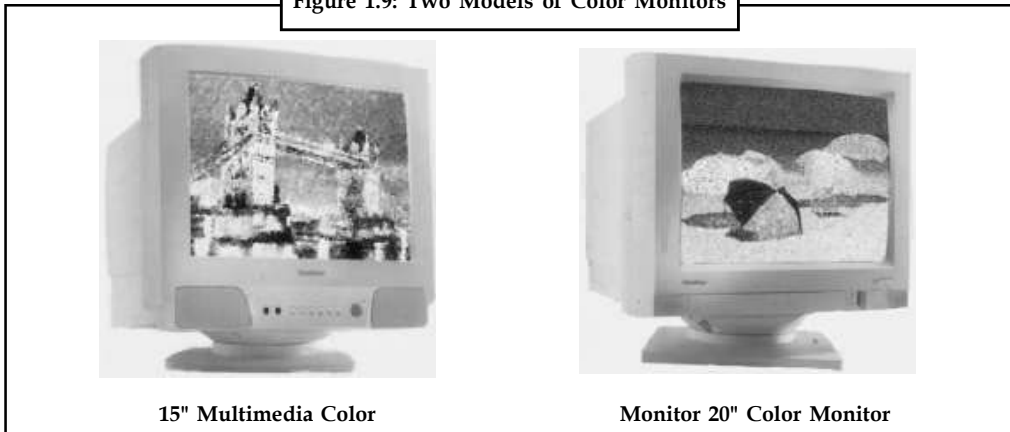 Figure 1.9: Two Models of Color Monitors
15" Multimedia Color
Monitor 20" Color Monitor